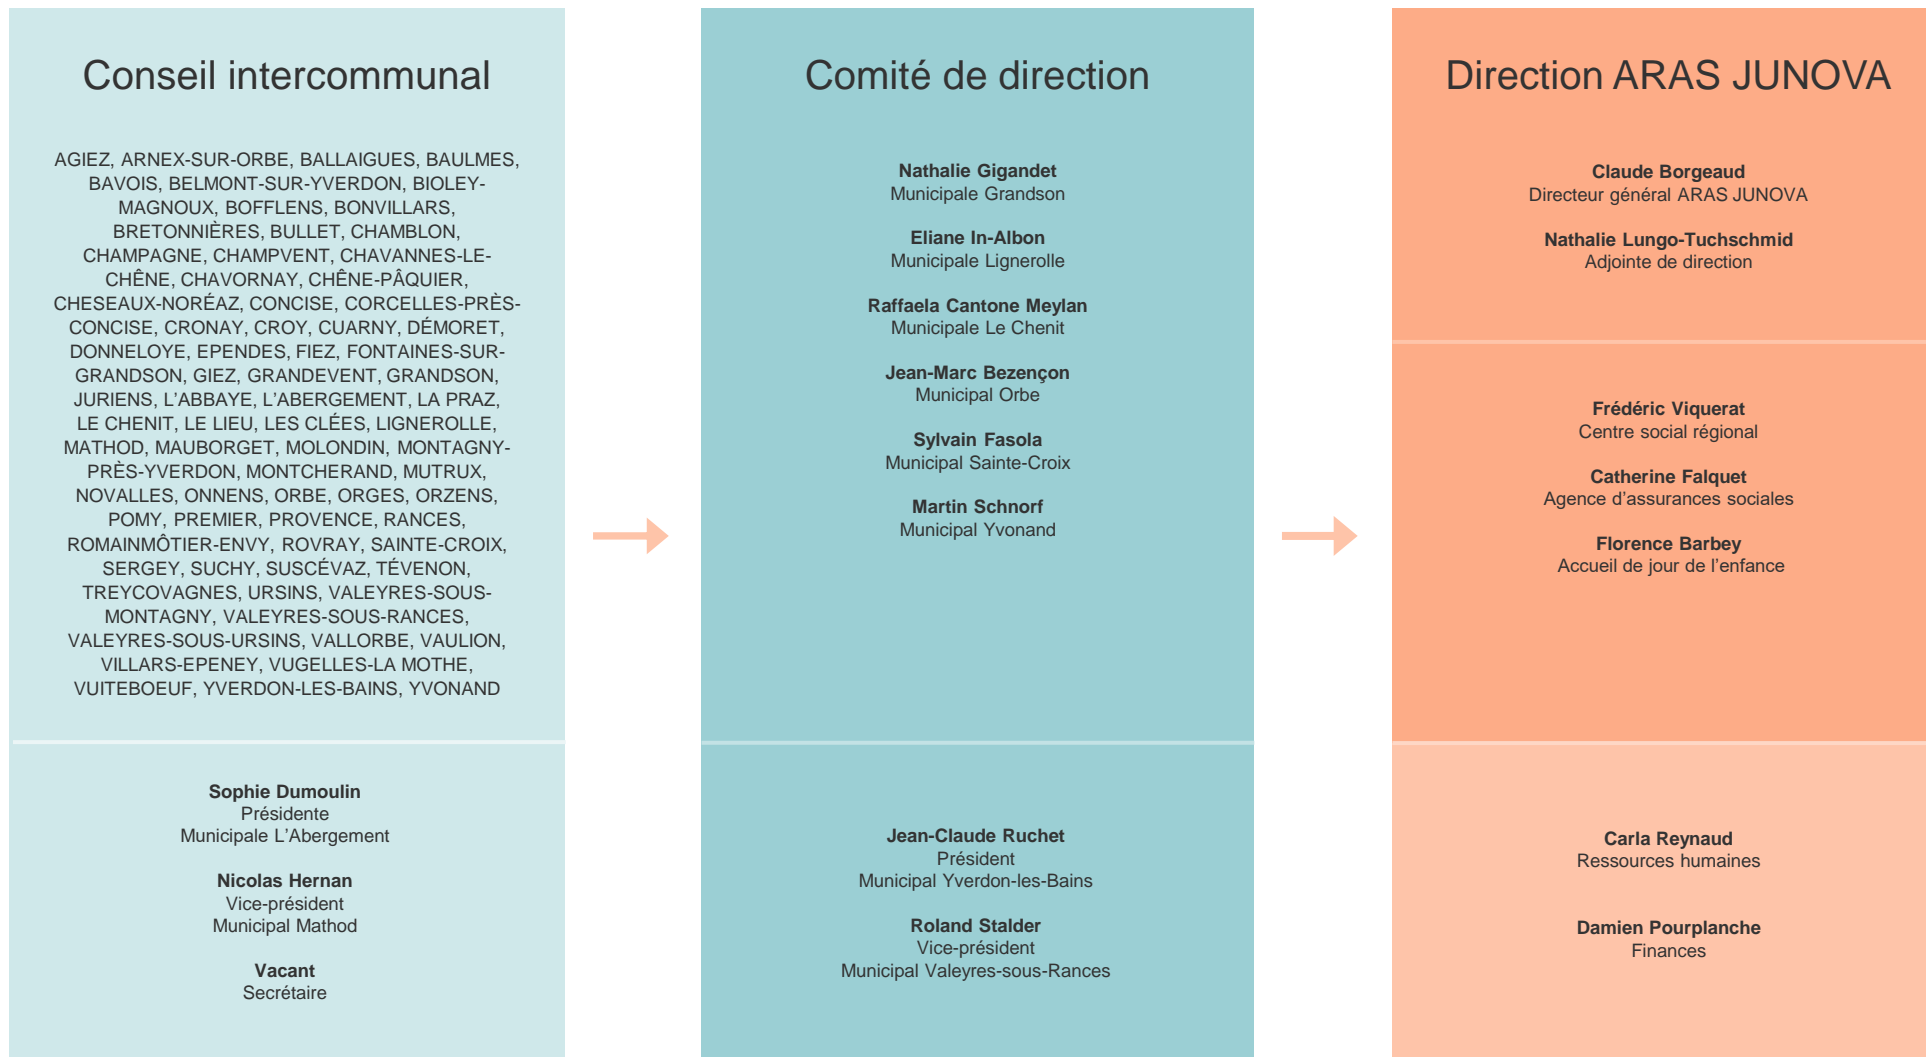 Conseil intercommunal
AGIEZ, ARNEX-SUR-ORBE, BALLAIGUES, BAULMES,
BAVOIS, BELMONT-SUR-YVERDON, BIOLEY-
MAGNOUX, BOFFLENS, BONVILLARS,
BRETONNIÈRES, BULLET, CHAMBLON,
CHAMPAGNE, CHAMPVENT, CHAVANNES-LE-
CHÊNE, CHAVORNAY, CHÊNE-PÂQUIER,
CHESEAUX-NORÉAZ, CONCISE, CORCELLES-PRÈS-
CONCISE, CRONAY, CROY, CUARNY, DÉMORET,
DONNELOYE, EPENDES, FIEZ, FONTAINES-SUR-
GRANDSON, GIEZ, GRANDEVENT, GRANDSON,
JURIENS, L’ABBAYE, L’ABERGEMENT, LA PRAZ,
LE CHENIT, LE LIEU, LES CLÉES, LIGNEROLLE,
MATHOD, MAUBORGET, MOLONDIN, MONTAGNY-
PRÈS-YVERDON, MONTCHERAND, MUTRUX,
NOVALLES, ONNENS, ORBE, ORGES, ORZENS,
POMY, PREMIER, PROVENCE, RANCES,
ROMAINMÔTIER-ENVY, ROVRAY, SAINTE-CROIX,
SERGEY, SUCHY, SUSCÉVAZ, TÉVENON,
TREYCOVAGNES, URSINS, VALEYRES-SOUS-
MONTAGNY, VALEYRES-SOUS-RANCES,
VALEYRES-SOUS-URSINS, VALLORBE, VAULION,
VILLARS-EPENEY, VUGELLES-LA MOTHE,
VUITEBOEUF, YVERDON-LES-BAINS, YVONAND
Sophie Dumoulin
Présidente
Municipale L’Abergement
Nicolas Hernan
Vice-président
Municipal Mathod
Vacant
Secrétaire
Comité de direction
Nathalie Gigandet
Municipale Grandson
Eliane In-Albon
Municipale Lignerolle
Raffaela Cantone Meylan
Municipale Le Chenit
Jean-Marc Bezençon
Municipal Orbe
Sylvain Fasola
Municipal Sainte-Croix
Martin Schnorf
Municipal Yvonand
Jean-Claude Ruchet
Président
Municipal Yverdon-les-Bains
Roland Stalder
Vice-président
Municipal Valeyres-sous-Rances
Direction ARAS JUNOVA
Claude Borgeaud
Directeur général ARAS JUNOVA
Nathalie Lungo-Tuchschmid
Adjointe de direction
Frédéric Viquerat
Centre social régional
Catherine Falquet
Agence d’assurances sociales
Florence Barbey
Accueil de jour de l’enfance
Carla Reynaud
Ressources humaines
Damien Pourplanche
Finances